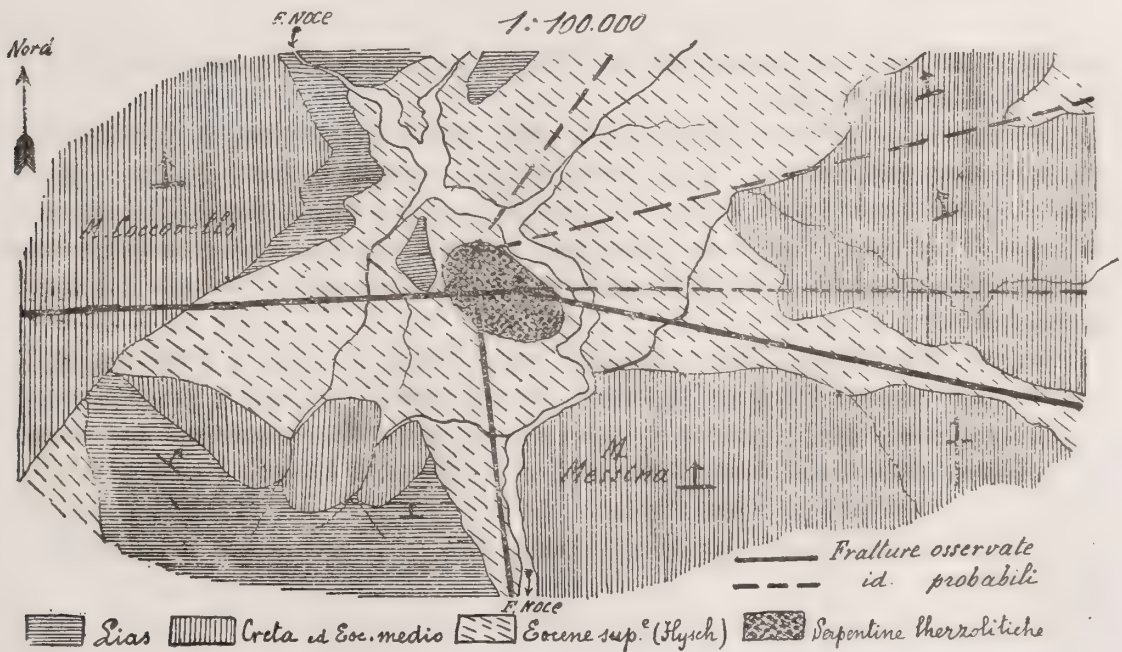 F. NOCE
1:100.000
Nord
M. Coccovello
M.
Messina
Fratture osservate
id. probabili
F. NOCE
Lias Creta ed Eoc. medio Eocene sup.e (Flysch) Serpentine lherzolitiche